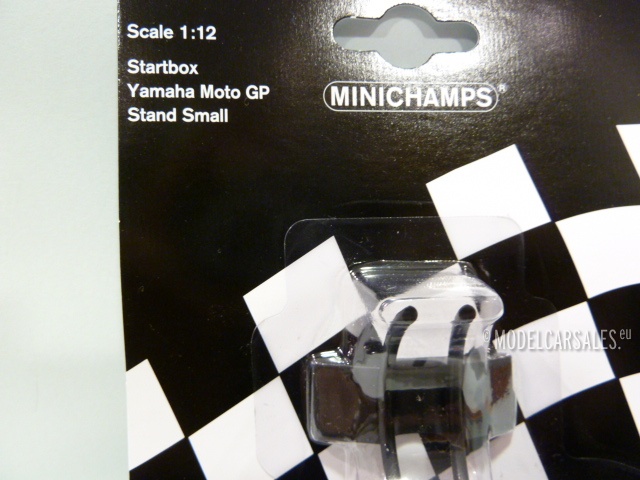 Scale 1:12
Startbox
Yamaha Moto GP
Stand Small
MINICHAMPS®
©MODELCARSALES.eu